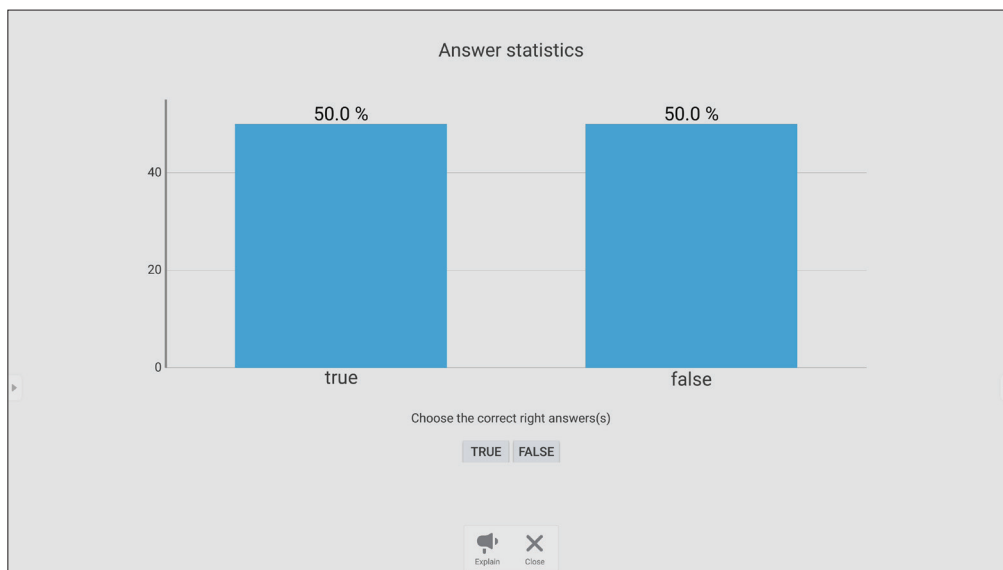 Answer statistics
50.0 % 50.0 %
40
20
0
true false
Choose the correct right answers(s)
TRUE FALSE
Explain Close